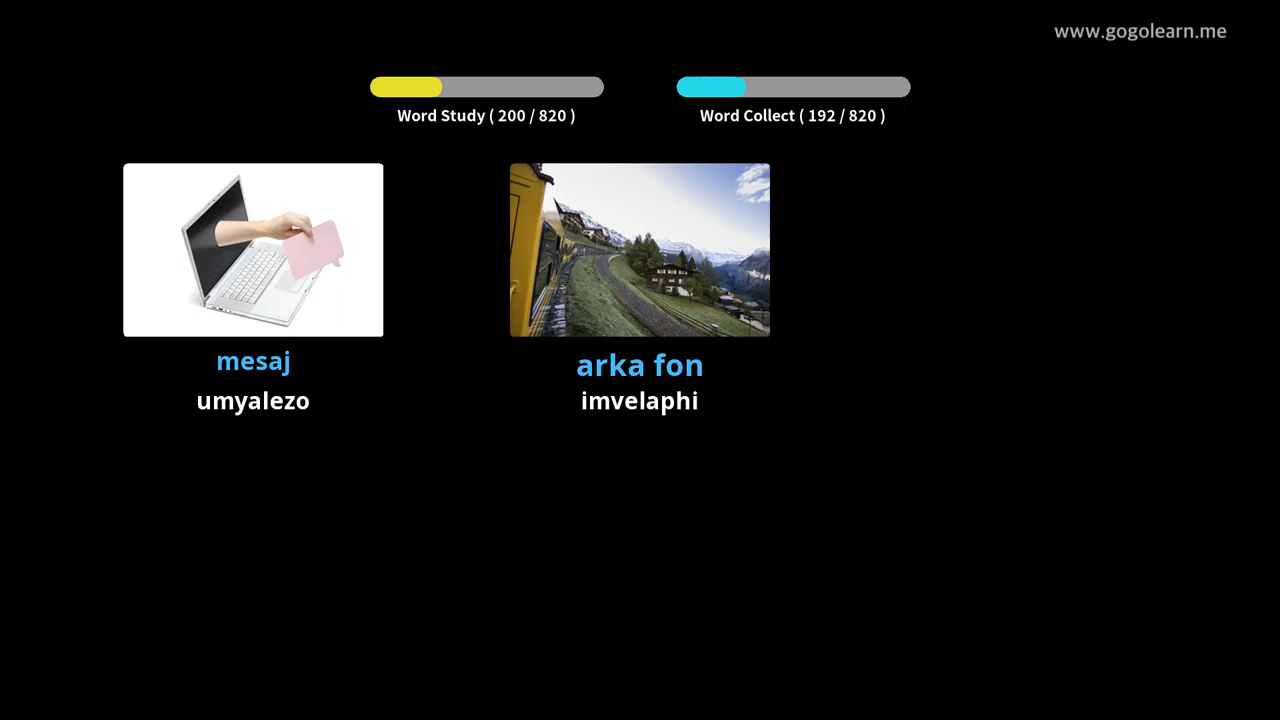 www.gogolearn.me
Word Study ( 200 / 820 )
Word Collect ( 192 / 820 )
mesaj
umyalezo
arka fon
imvelaphi